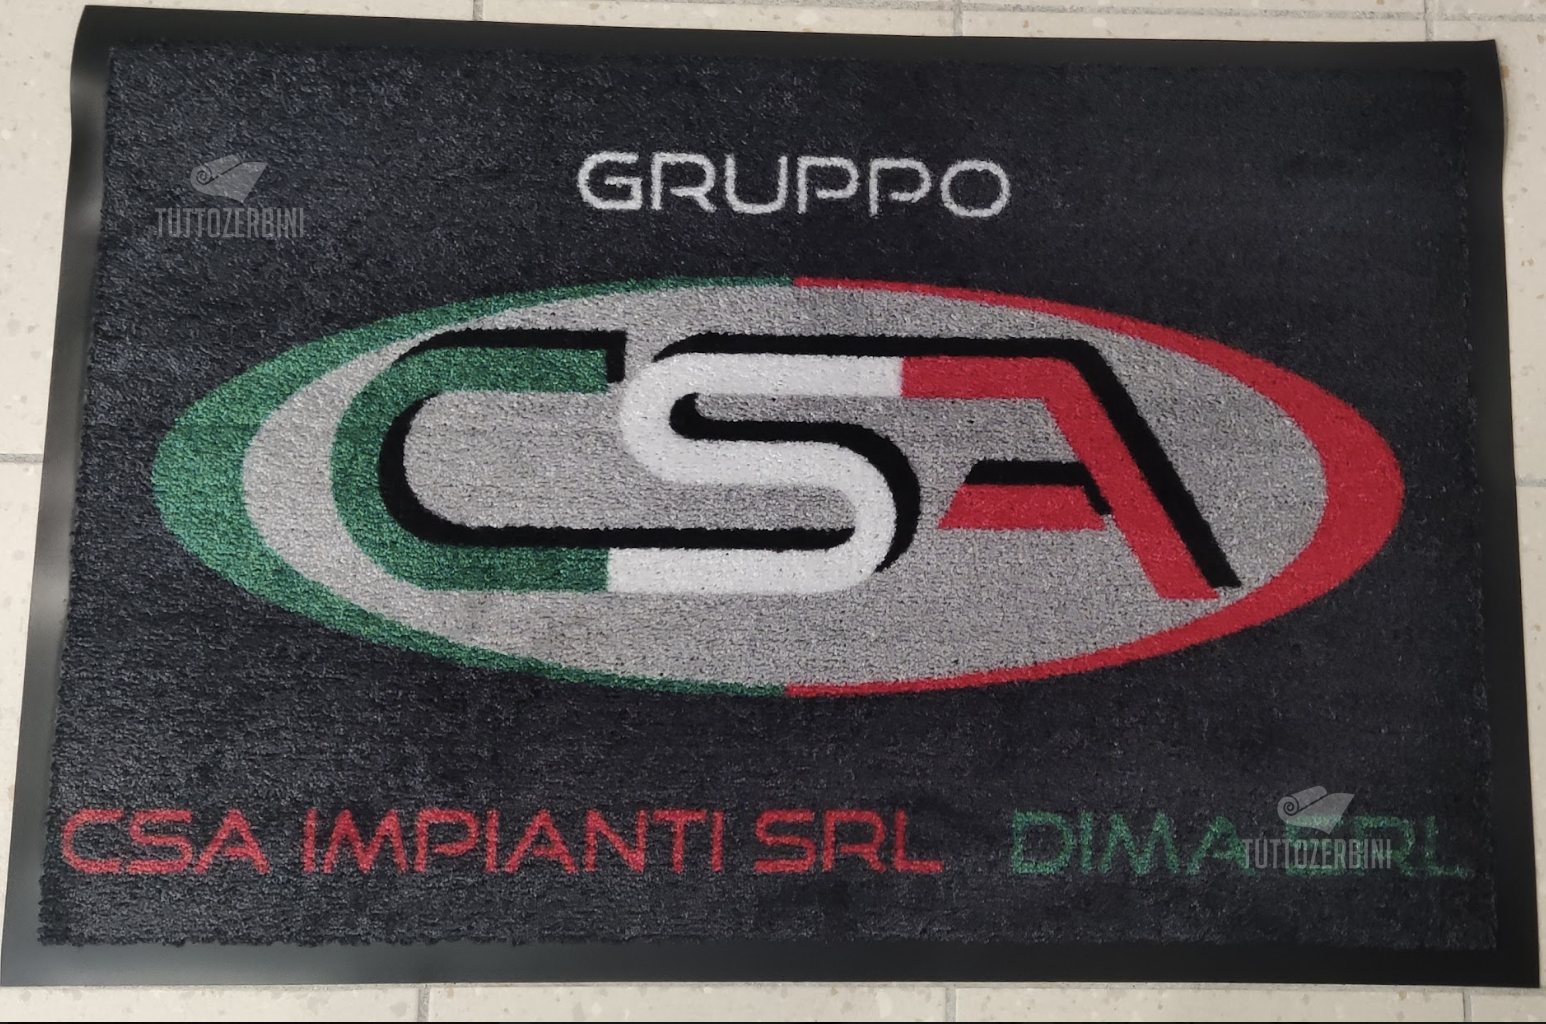 GRUPPO
TUTTOZERBINI
CSA
CSA IMPIANTI SRL DIMA SRL
TUTTOZERBINI